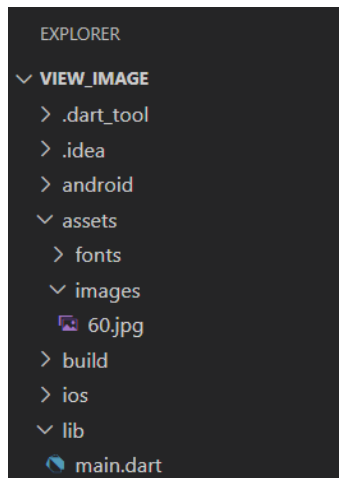 EXPLORER
VIEW_IMAGE
.dart_tool
.idea
android
assets
fonts
images
60.jpg
build
ios
lib
main.dart